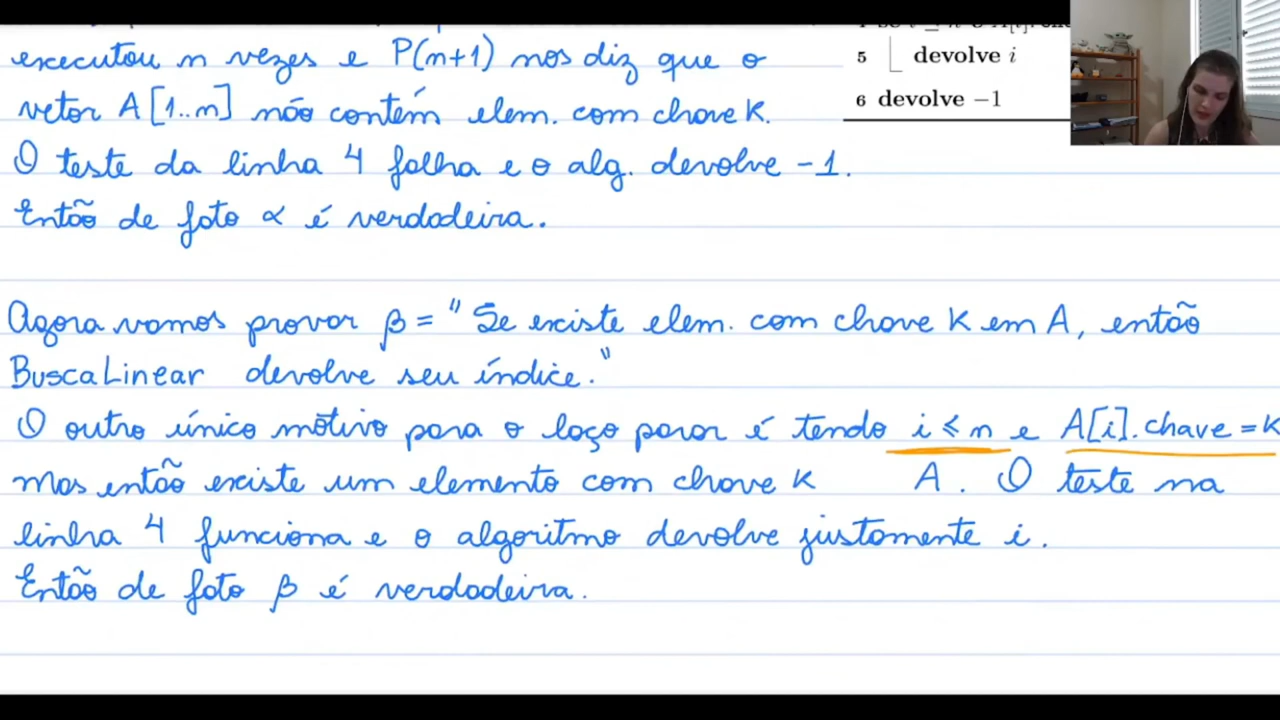 executou n vezes e P(n+1) nos diz que o
vetor A[1..n] não contém elem. com chave K.
O teste da linha 4 falha e o alg. devolve -1.
Então de fato α é verdadeira.
5 devolve i
6 devolve −1
Agora vamos provar β = "Se existe elem. com chave K em A, então
BuscaLinear devolve seu índice."
O outro único motivo para o laço parar é tendo i ≤ n e A[i].chave = K
mas então existe um elemento com chave K A. O teste na
linha 4 funciona e o algoritmo devolve justamente i.
Então de fato β é verdadeira.